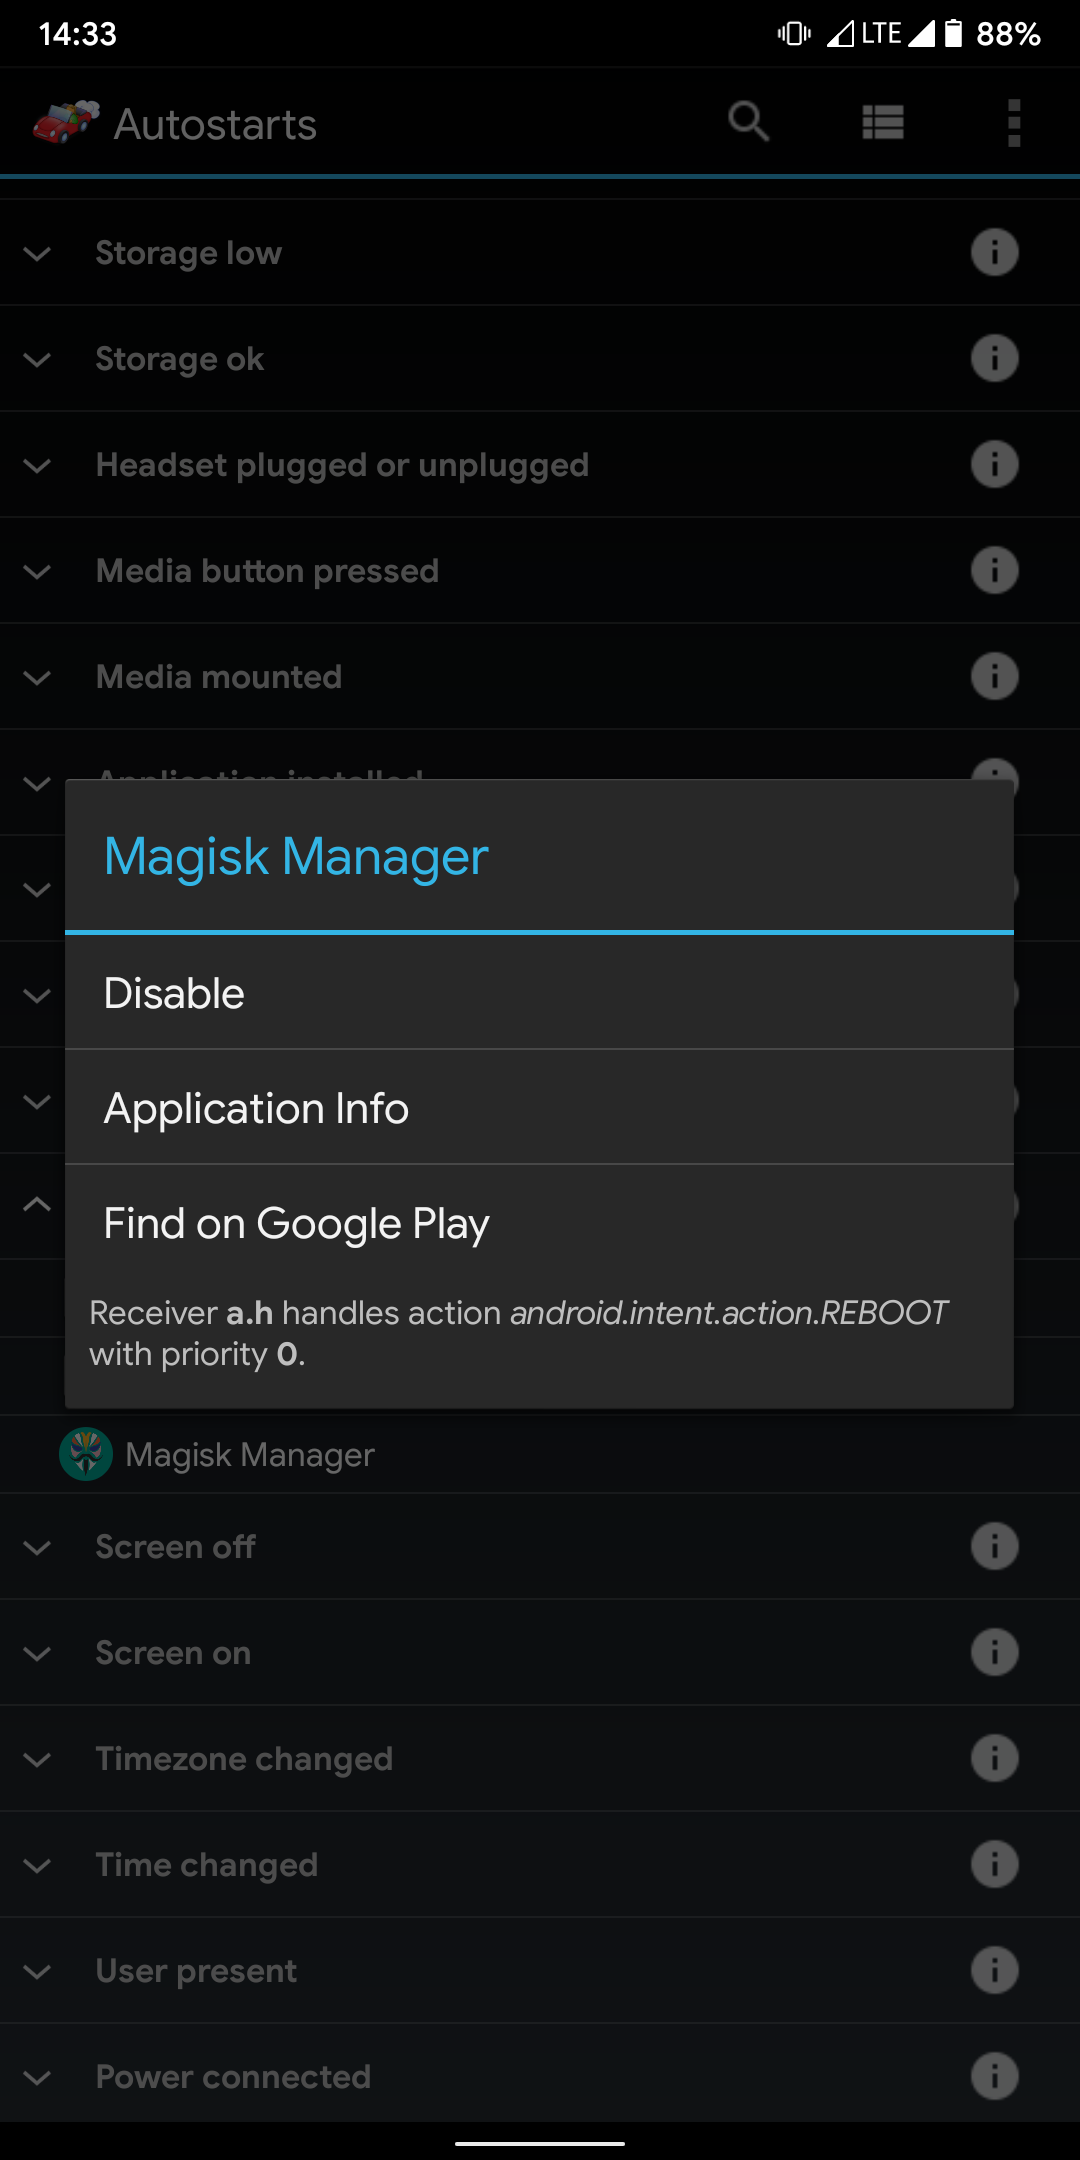 14:33
LTE
88%
Autostarts
Storage low
Storage ok
Headset plugged or unplugged
Media button pressed
Media mounted
Application installed
Magisk Manager
Disable
Application Info
Find on Google Play
Receiver a.h handles action android.intent.action.REBOOT
with priority 0.
Magisk Manager
Screen off
Screen on
Timezone changed
Time changed
User present
Power connected